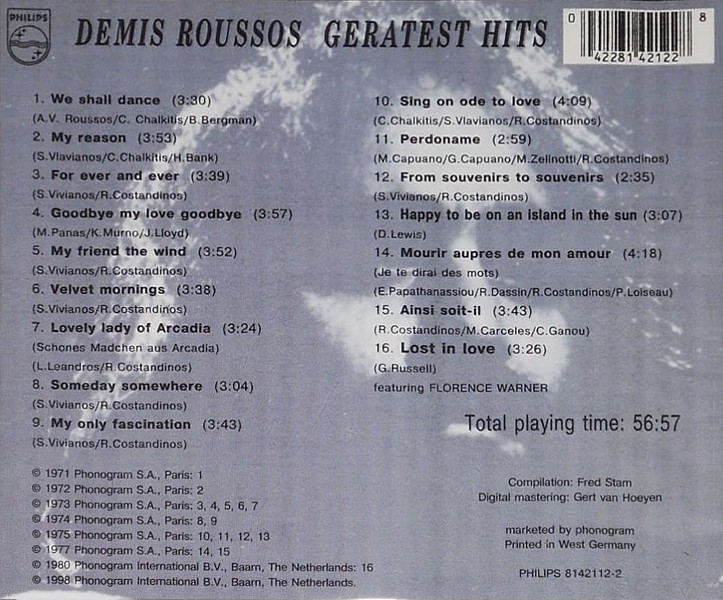 PHILIPS
DEMIS ROUSSOS GERATEST HITS
0 42281 42122 8
1. We shall dance (3:30)
(A.V. Roussos/C. Chalkitis/B.Bergman)
2. My reason (3:53)
(S.Vlavianos/C.Chalkitis/H.Bank)
3. For ever and ever (3:39)
(S.Vivianos/R.Costandinos)
4. Goodbye my love goodbye (3:57)
(M.Panas/K.Murno/J.Lloyd)
5. My friend the wind (3:52)
(S.Vivianos/R.Costandinos)
6. Velvet mornings (3:38)
(S.Vivianos/R.Costandinos)
7. Lovely lady of Arcadia (3:24)
(Schones Madchen aus Arcadia)
(L.Leandros/R.Costandinos)
8. Someday somewhere (3:04)
(S.Vivianos/R.Costandinos)
9. My only fascination (3:43)
(S.Vivianos/R.Costandinos)
10. Sing on ode to love (4:09)
(C.Chalkitis/S.Vlavianos/R.Costandinos)
11. Perdoname (2:59)
(M.Capuano/G.Capuano/M.Zelinotti/R.Costandinos)
12. From souvenirs to souvenirs (2:35)
(S.Vivianos/R.Costandinos)
13. Happy to be on an island in the sun (3:07)
(D.Lewis)
14. Mourir aupres de mon amour (4:18)
(Je te dirai des mots)
(E.Papathanassiou/R.Dassin/R.Costandinos/P.Loiseau)
15. Ainsi soit-il (3:43)
(R.Costandinos/M.Carceles/C.Ganou)
16. Lost in love (3:26)
(G.Russell)
featuring FLORENCE WARNER
Total playing time: 56:57
© 1971 Phonogram S.A., Paris: 1
© 1972 Phonogram S.A., Paris: 2
© 1973 Phonogram S.A., Paris: 3, 4, 5, 6, 7
© 1974 Phonogram S.A., Paris: 8, 9
© 1975 Phonogram S.A., Paris: 10, 11, 12, 13
© 1977 Phonogram S.A., Paris: 14, 15
© 1980 Phonogram International B.V., Baarn, The Netherlands: 16
© 1998 Phonogram International B.V., Baarn, The Netherlands.
Compilation: Fred Stam
Digital mastering: Gert van Hoeyen
marketed by phonogram
Printed in West Germany
PHILIPS 8142112-2